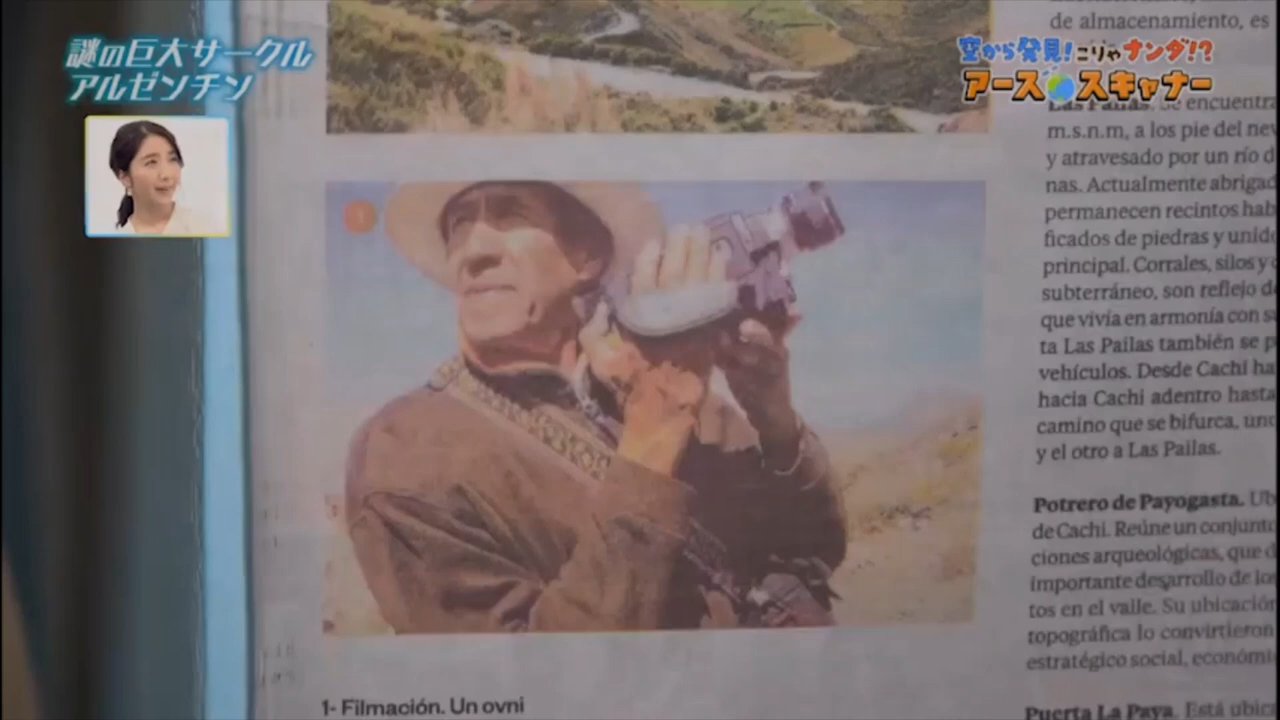 謎の巨大サークル
アルゼンチン
空から発見!こりゃナンダ!?
アース スキャナー
de almacenamiento, es
Las Pailas. Se encuentra
m.s.n.m, a los pie del nev
y atravesado por un río d
nas. Actualmente abrigad
permanecen recintos hab
ficados de piedras y unide
principal. Corrales, silos y
subterráneo, son reflejo de
que vivía en armonía con su
ta Las Pailas también se p
vehículos. Desde Cachi ha
hacia Cachi adentro hasta
camino que se bifurca, uno
y el otro a Las Pailas.
Potrero de Payogasta. Ub
de Cachi. Reúne un conjunto
ciones arqueológicas, que d
importante desarrollo de los
tos en el valle. Su ubicación
topográfica lo convirtieron
estratégico social, económi
Puerta La Paya. Está ubica
1
1- Filmación. Un ovni